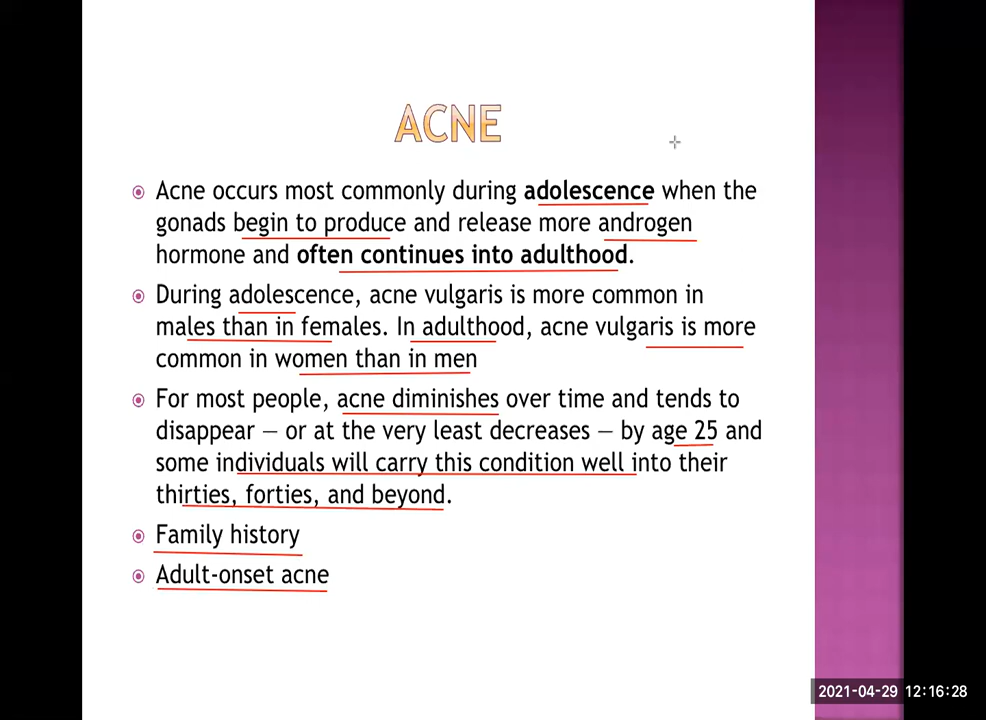 ACNE
Acne occurs most commonly during adolescence when the
gonads begin to produce and release more androgen
hormone and often continues into adulthood.
During adolescence, acne vulgaris is more common in
males than in females. In adulthood, acne vulgaris is more
common in women than in men
For most people, acne diminishes over time and tends to
disappear — or at the very least decreases — by age 25 and
some individuals will carry this condition well into their
thirties, forties, and beyond.
Family history
Adult-onset acne
2021-04-29 12:16:28